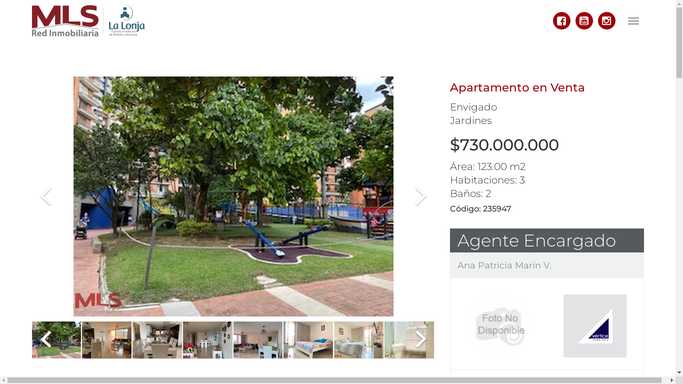 MLS
Red Inmobiliaria
La Lonja
Apartamento en Venta
Envigado
Jardines
$730.000.000
Área: 123.00 m2
Habitaciones: 3
Baños: 2
Código: 235947
Agente Encargado
Ana Patricia Marin V.
MLS
Foto No
Disponible
vertice